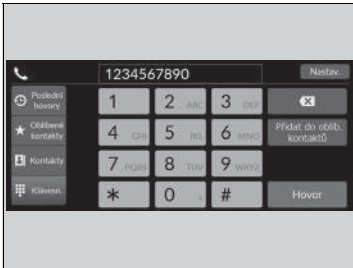 1234567890
Nastav.
Poslední
hovory
1
2 ABC
3 DEF
Oblíbené
kontakty
4 GHI
5 JKL
6 MNO
Přidat do oblíb.
kontaktů
Kontakty
7 PQRS
8 TUV
9 WXYZ
Klávesn.
*
0 +
#
Hovor